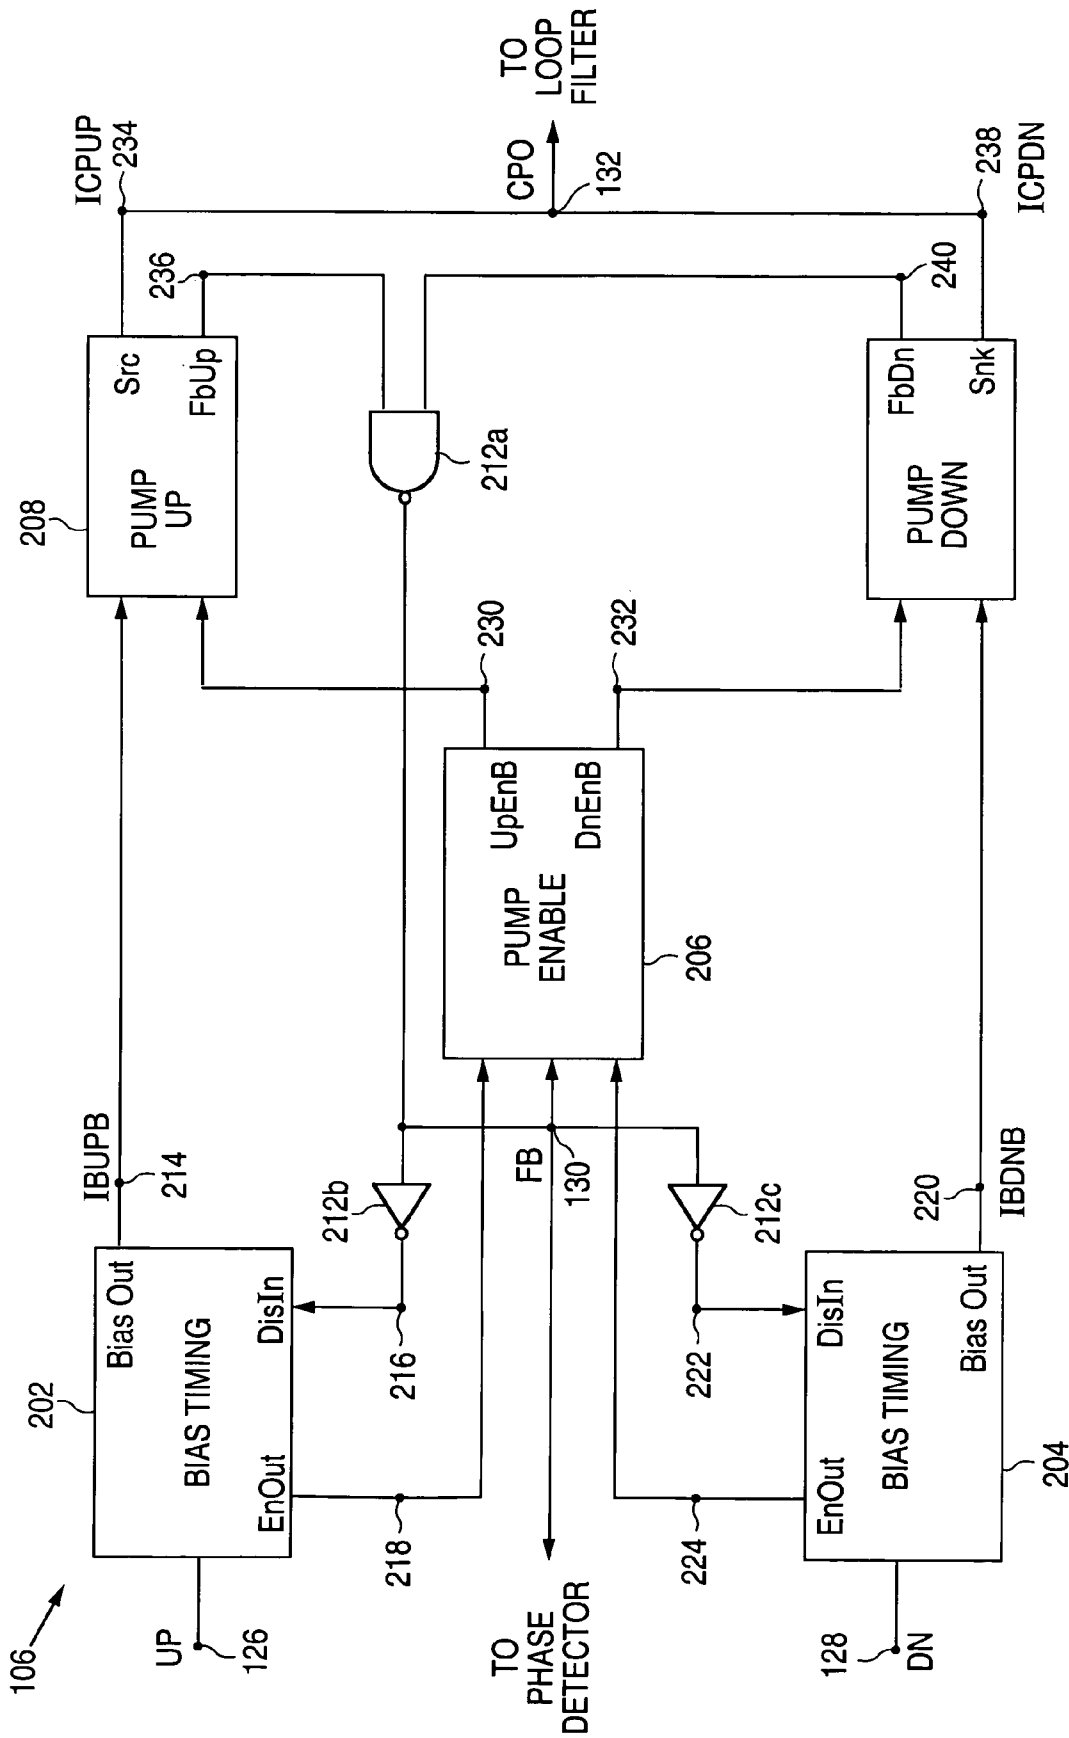 106
UP
126
202
BIAS TIMING
Bias Out
EnOut
DisIn
IBUPB
214
208
PUMP
UP
Src
FbUp
ICPUP
234
236
218
216
212b
212a
TO
PHASE
DETECTOR
FB
130
PUMP
ENABLE
UpEnB
DnEnB
206
230
232
CPO
132
TO
LOOP
FILTER
224
222
212c
240
DN
128
204
BIAS TIMING
EnOut
DisIn
Bias Out
220
IBDNB
PUMP
DOWN
FbDn
Snk
238
ICPDN